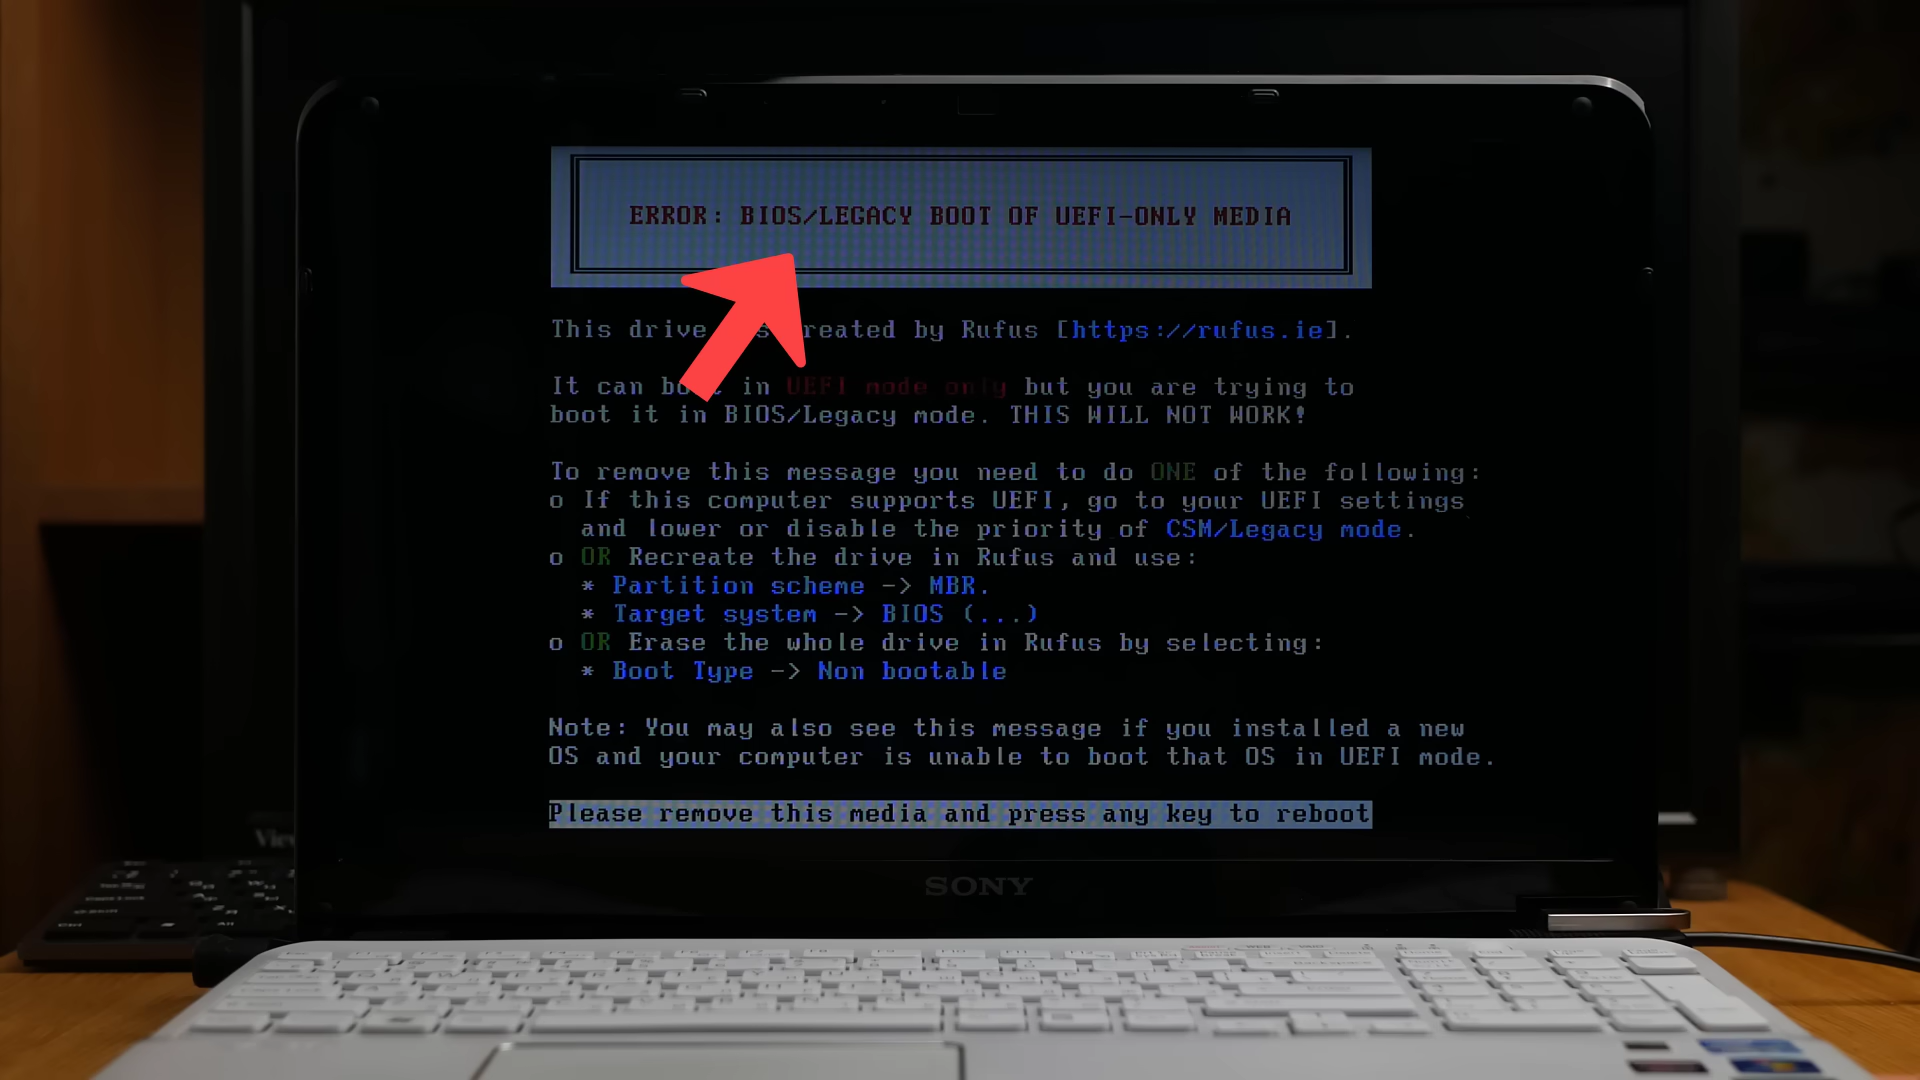 ERROR: BIOS/LEGACY BOOT OF UEFI-ONLY MEDIA
This drive created by Rufus [https://rufus.ie].
It can boot in UEFI mode only but you are trying to
boot it in BIOS/Legacy mode. THIS WILL NOT WORK!
To remove this message you need to do ONE of the following:
o If this computer supports UEFI, go to your UEFI settings
and lower or disable the priority of CSM/Legacy mode.
o OR Recreate the drive in Rufus and use:
* Partition scheme -> MBR.
* Target system -> BIOS (...)
o OR Erase the whole drive in Rufus by selecting:
* Boot Type -> Non bootable
Note: You may also see this message if you installed a new
OS and your computer is unable to boot that OS in UEFI mode.
Please remove this media and press any key to reboot
SONY